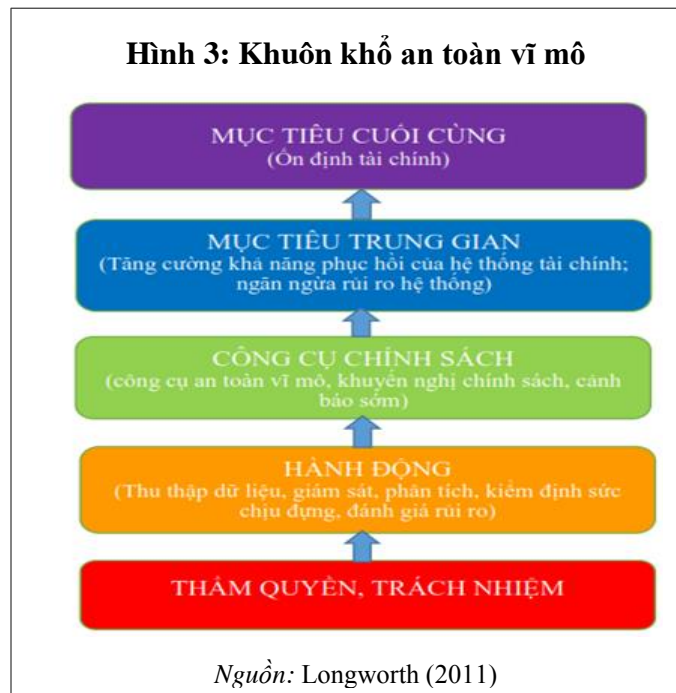 Hình 3: Khuôn khổ an toàn vĩ mô
MỤC TIÊU CUỐI CÙNG
(Ổn định tài chính)
MỤC TIÊU TRUNG GIAN
(Tăng cường khả năng phục hồi của hệ thống tài chính;
ngăn ngừa rủi ro hệ thống)
CÔNG CỤ CHÍNH SÁCH
(công cụ an toàn vĩ mô, khuyến nghị chính sách, cảnh
báo sớm)
HÀNH ĐỘNG
(Thu thập dữ liệu, giám sát, phân tích, kiểm định sức
chịu đựng, đánh giá rủi ro)
THẨM QUYỀN, TRÁCH NHIỆM
Nguồn: Longworth (2011)